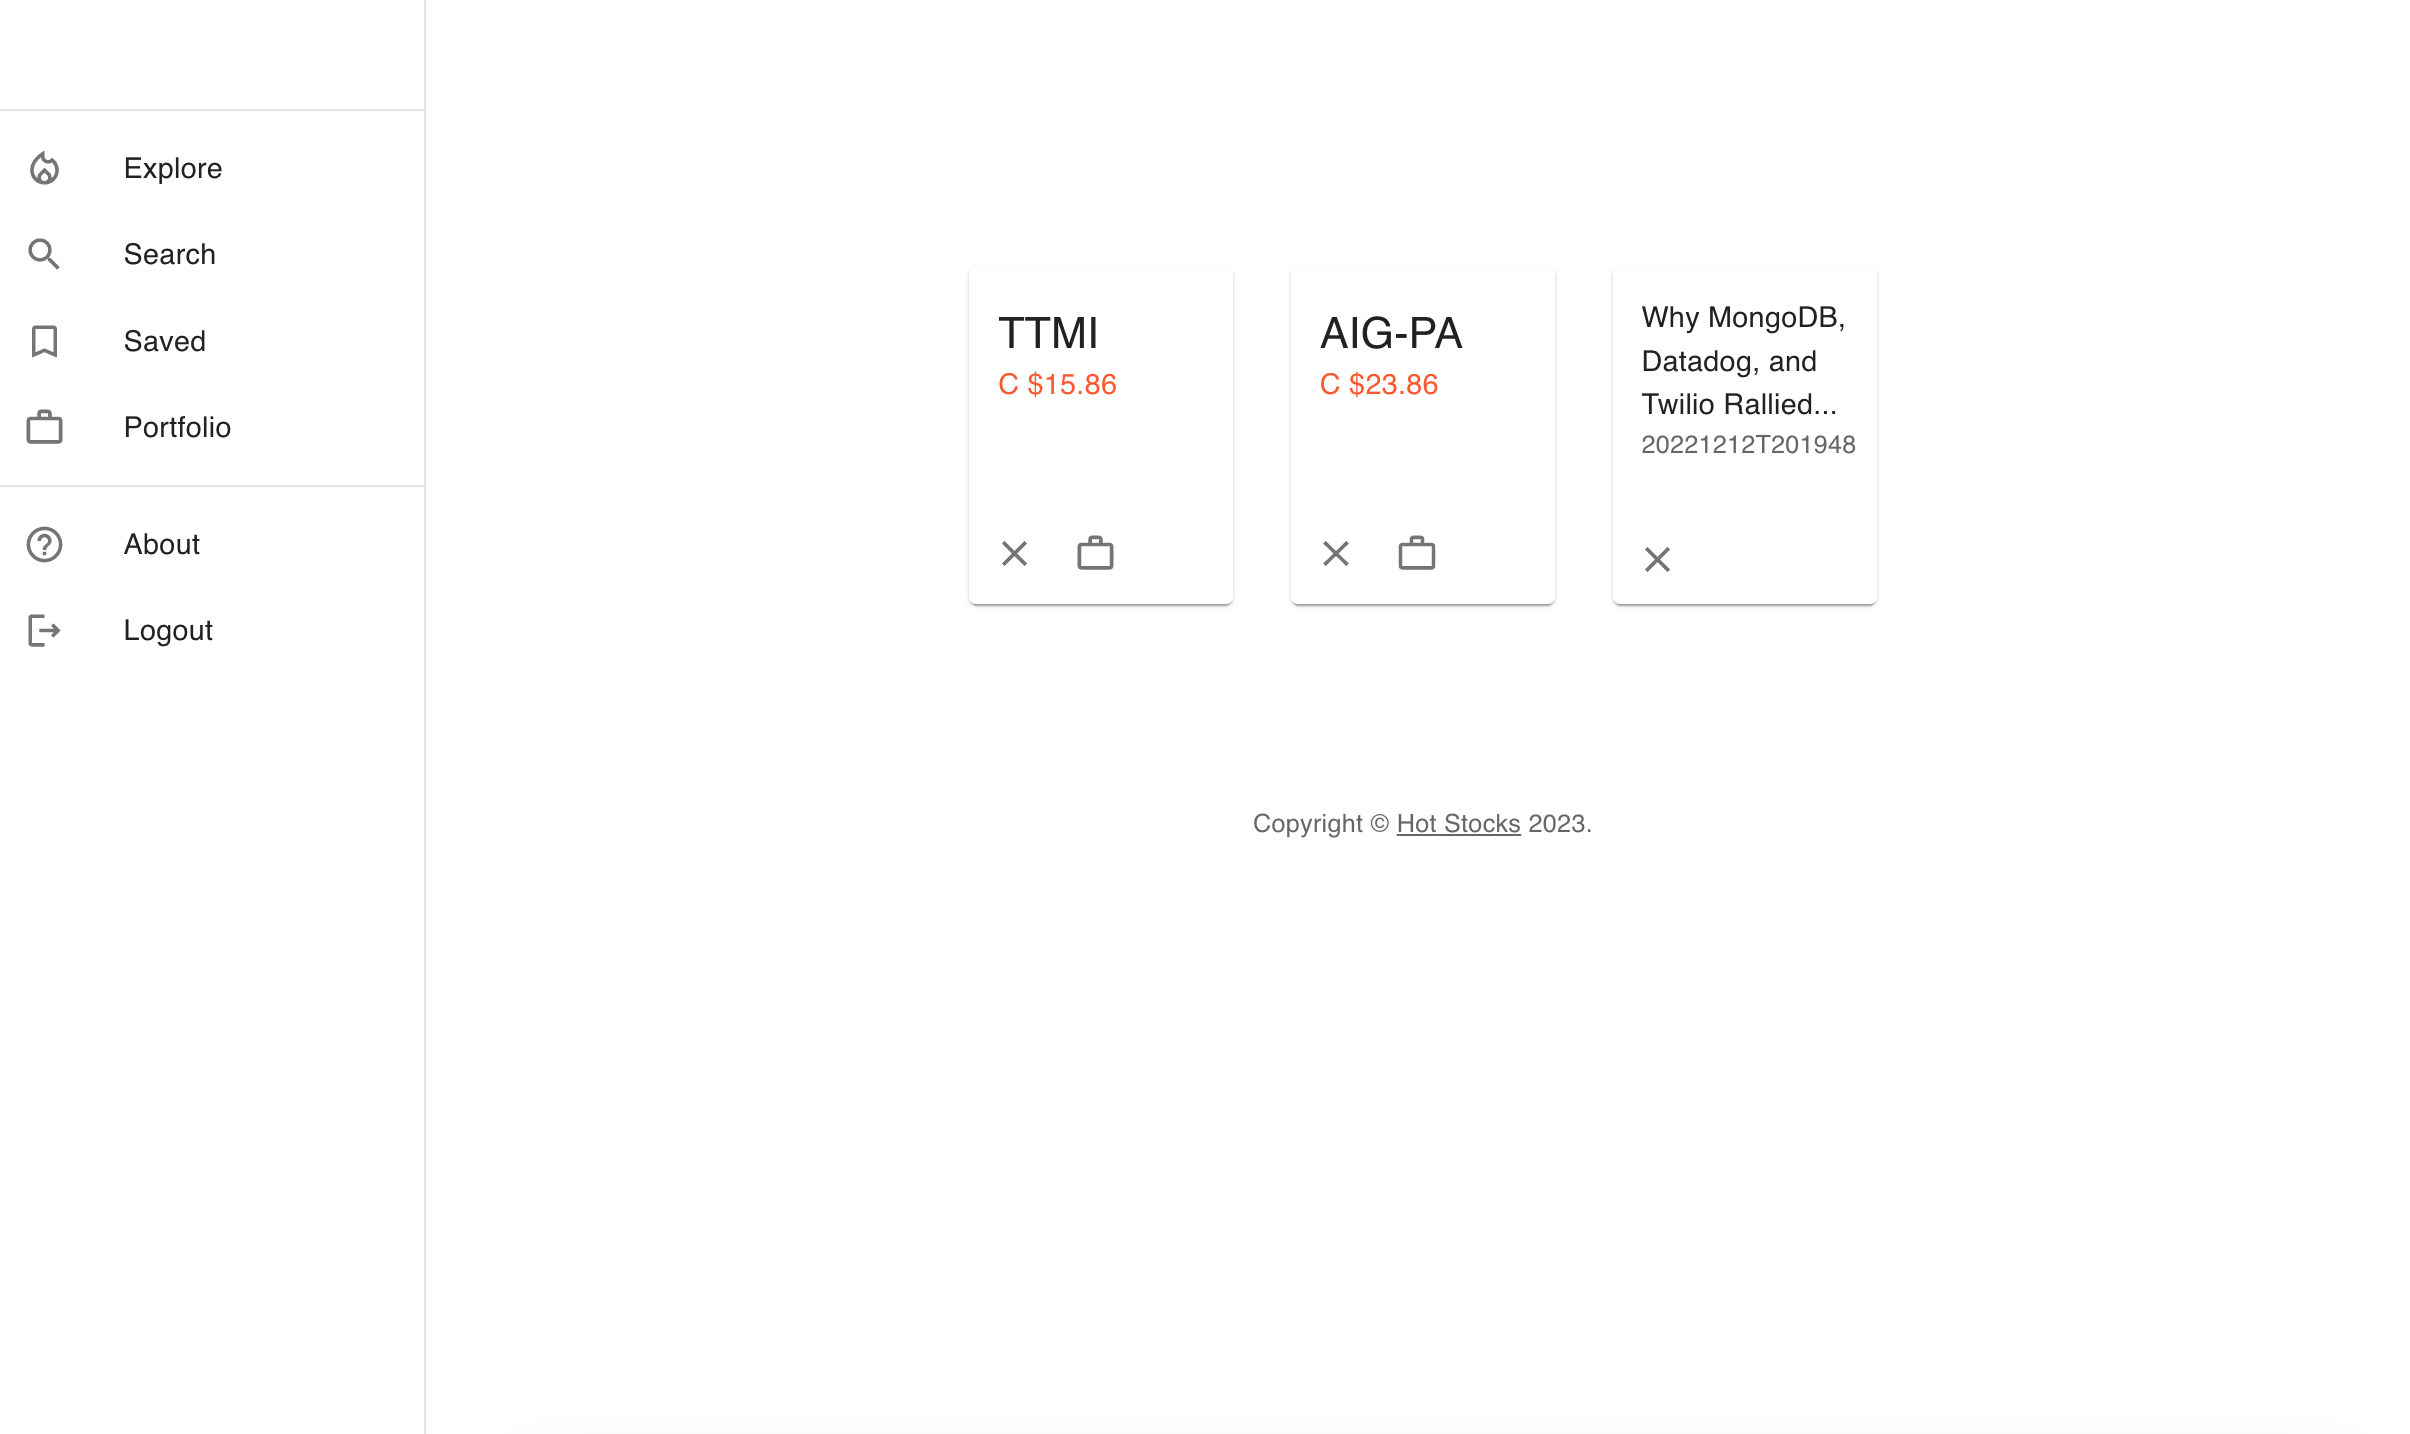 Explore
Search
Saved
Portfolio
About
Logout
TTMI
C $15.86
AIG-PA
C $23.86
Why MongoDB,
Datadog, and
Twilio Rallied...
20221212T201948
Copyright © Hot Stocks 2023.